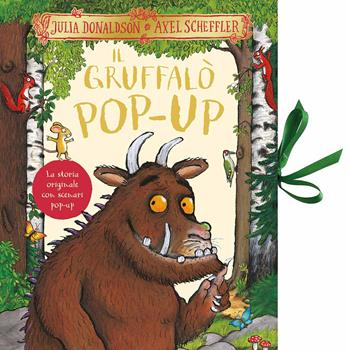 JULIA DONALDSON • AXEL SCHEFFLER
IL
GRUFFALÒ
POP-UP
La storia
originale
con scenari
pop-up